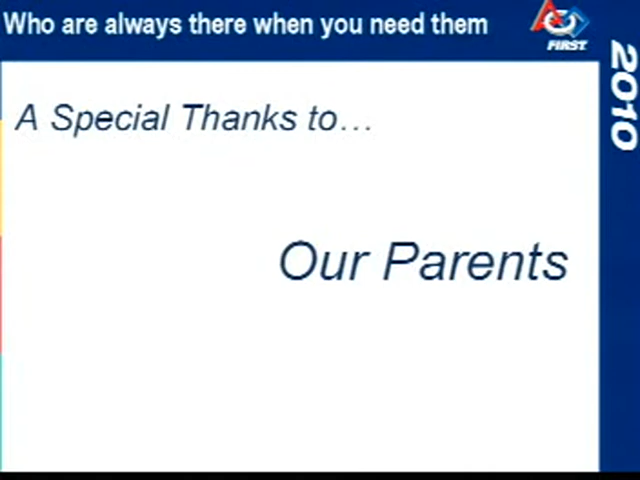 Who are always there when you need them
FIRST
2010
A Special Thanks to…
Our Parents